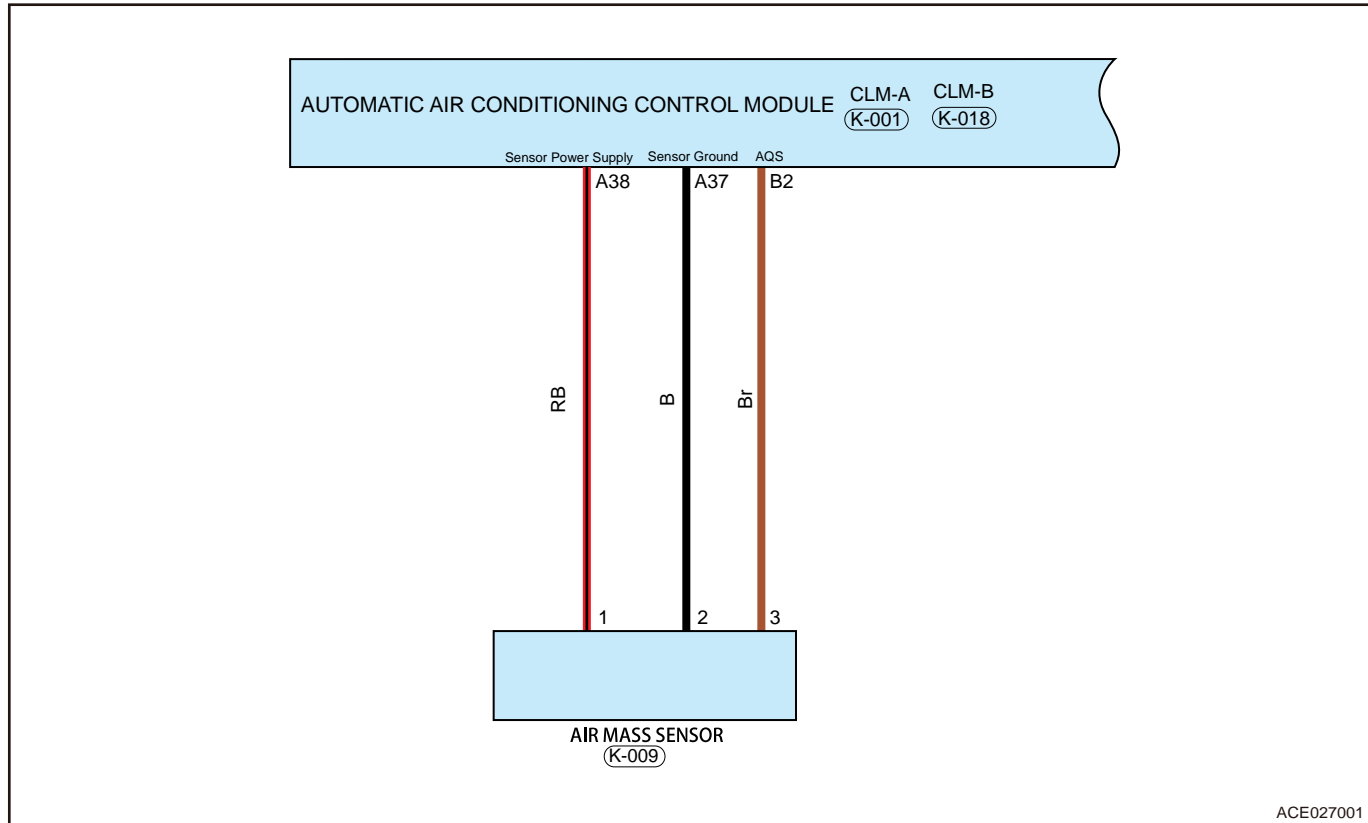 AUTOMATIC AIR CONDITIONING CONTROL MODULE CLM-A CLM-B
K-001 K-018
Sensor Power Supply Sensor Ground AQS
A38 A37 B2
RB B Br
1 2 3
AIR MASS SENSOR
K-009
ACE027001